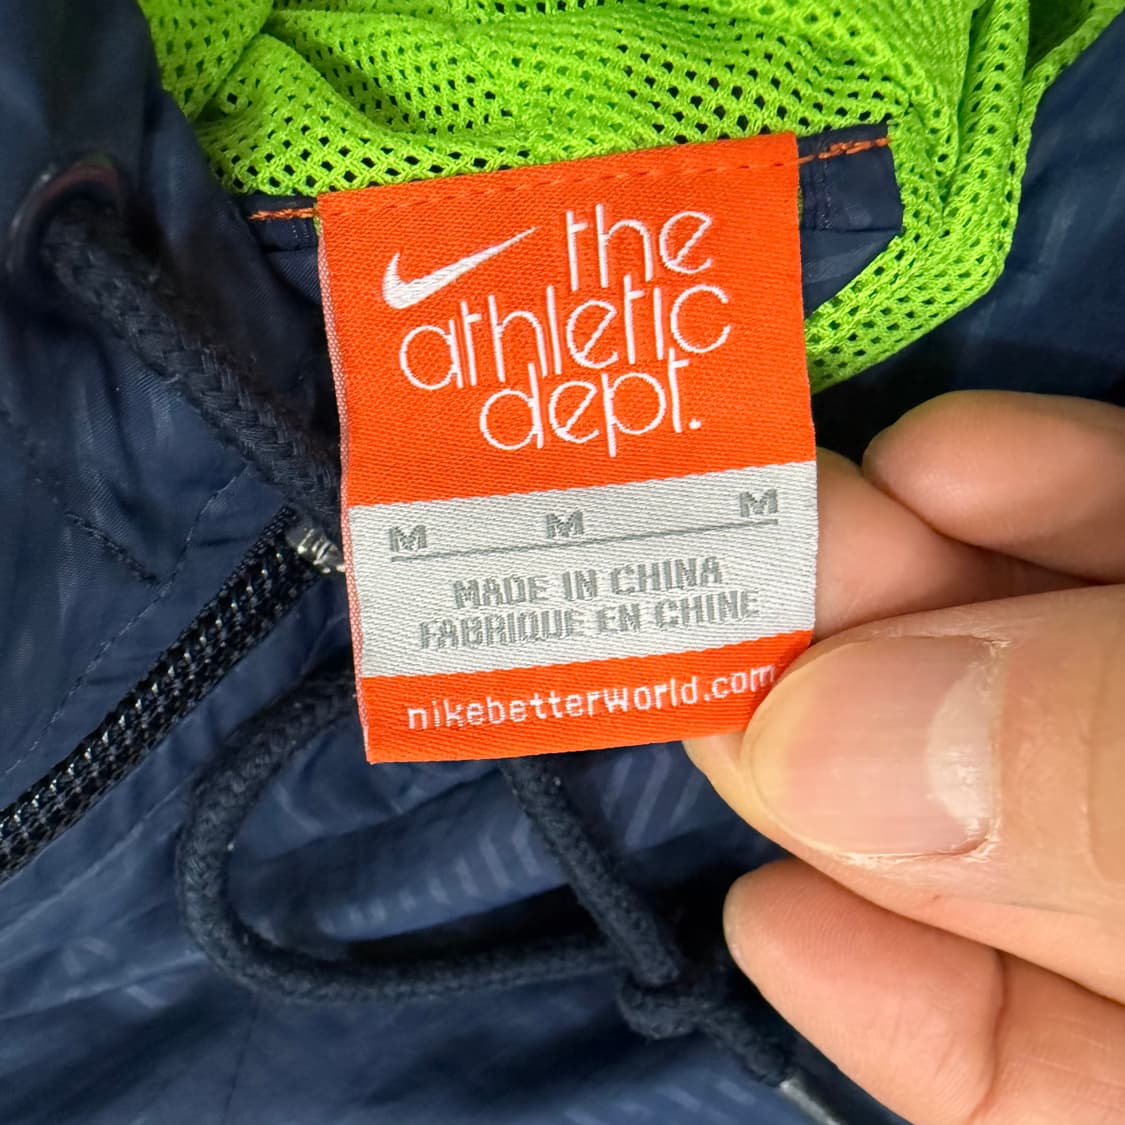 the
athletic
dept.
M M M
MADE IN CHINA
FABRIQUE EN CHINE
nikebetterworld.com